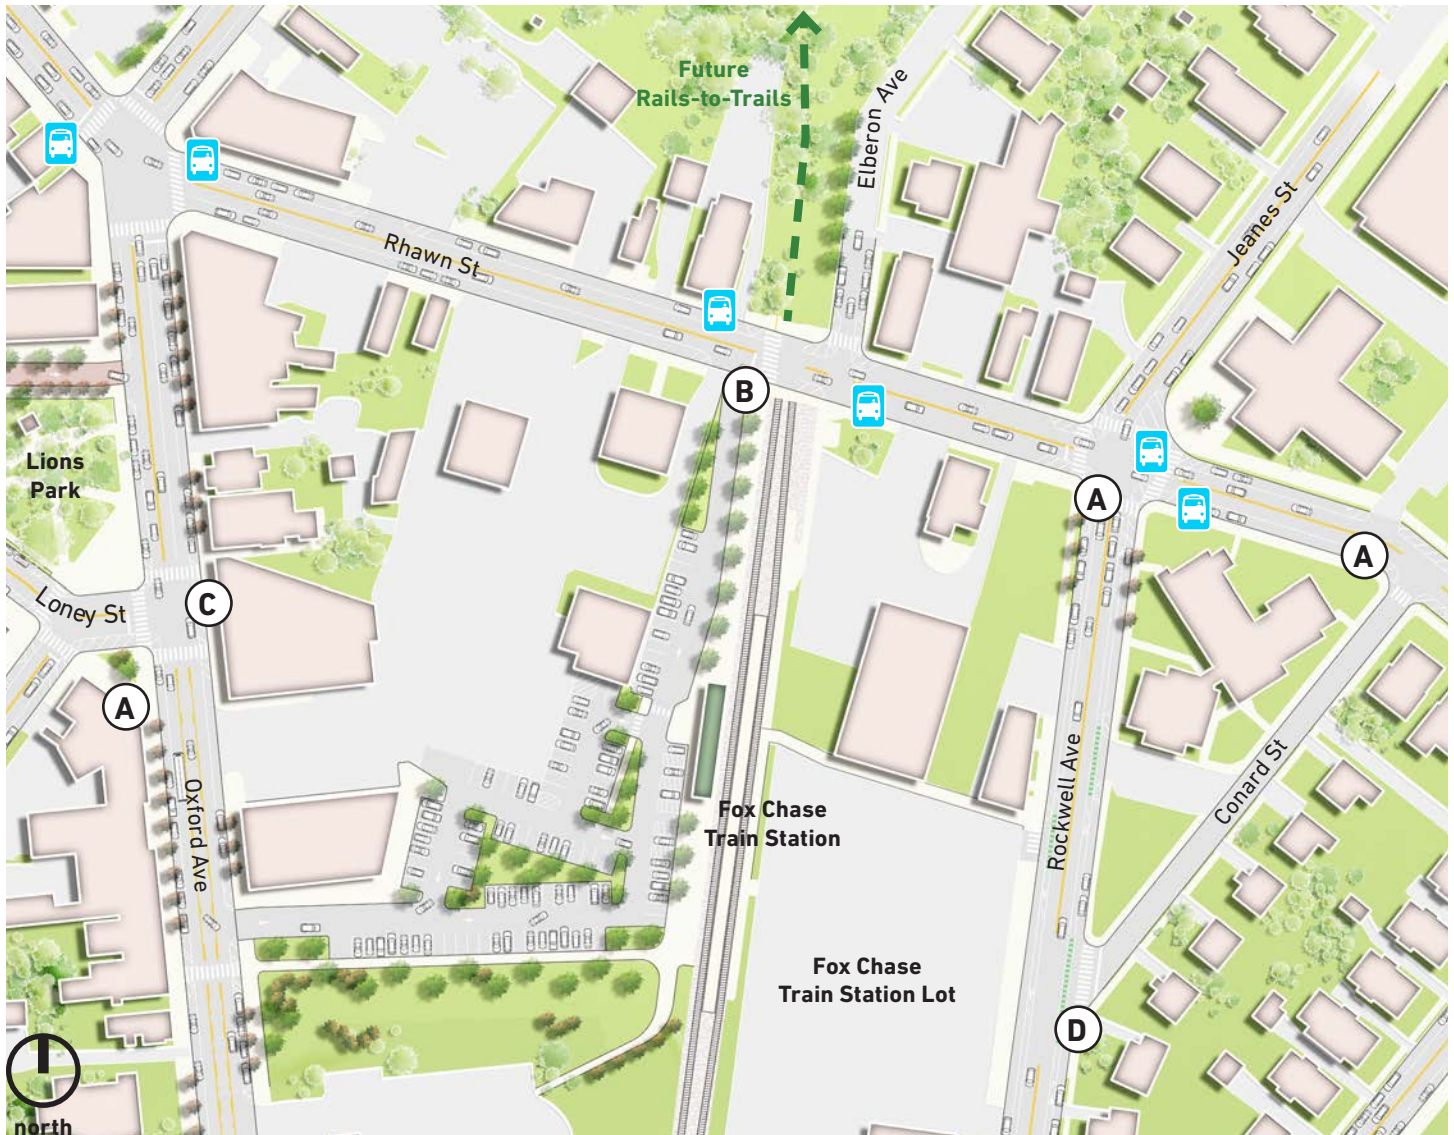 Future
Rails-to-Trails
Elberon Ave
Jeanes St
Rhawn St
B
Lions
Park
A
A
C
Loney St
A
Rockwell Ave
Conard St
Oxford Ave
Fox Chase
Train Station
Fox Chase
Train Station Lot
D
north